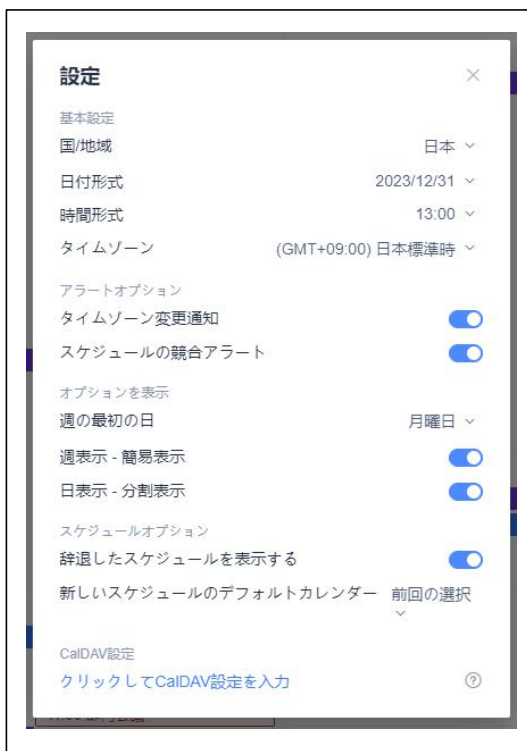 設定
基本設定
国/地域 日本
日付形式 2023/12/31
時間形式 13:00
タイムゾーン (GMT+09:00) 日本標準時
アラートオプション
タイムゾーン変更通知
スケジュールの競合アラート
オプションを表示
週の最初の日 月曜日
週表示 - 簡易表示
日表示 - 分割表示
スケジュールオプション
辞退したスケジュールを表示する
新しいスケジュールのデフォルトカレンダー 前回の選択
CalDAV設定
クリックしてCalDAV設定を入力